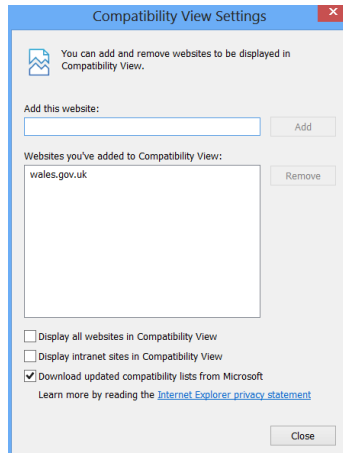 Compatibility View Settings
x
You can add and remove websites to be displayed in
Compatibility View.
Add this website:
Add
Websites you've added to Compatibility View:
wales.gov.uk
Remove
Display all websites in Compatibility View
Display intranet sites in Compatibility View
Download updated compatibility lists from Microsoft
Learn more by reading the Internet Explorer privacy statement
Close